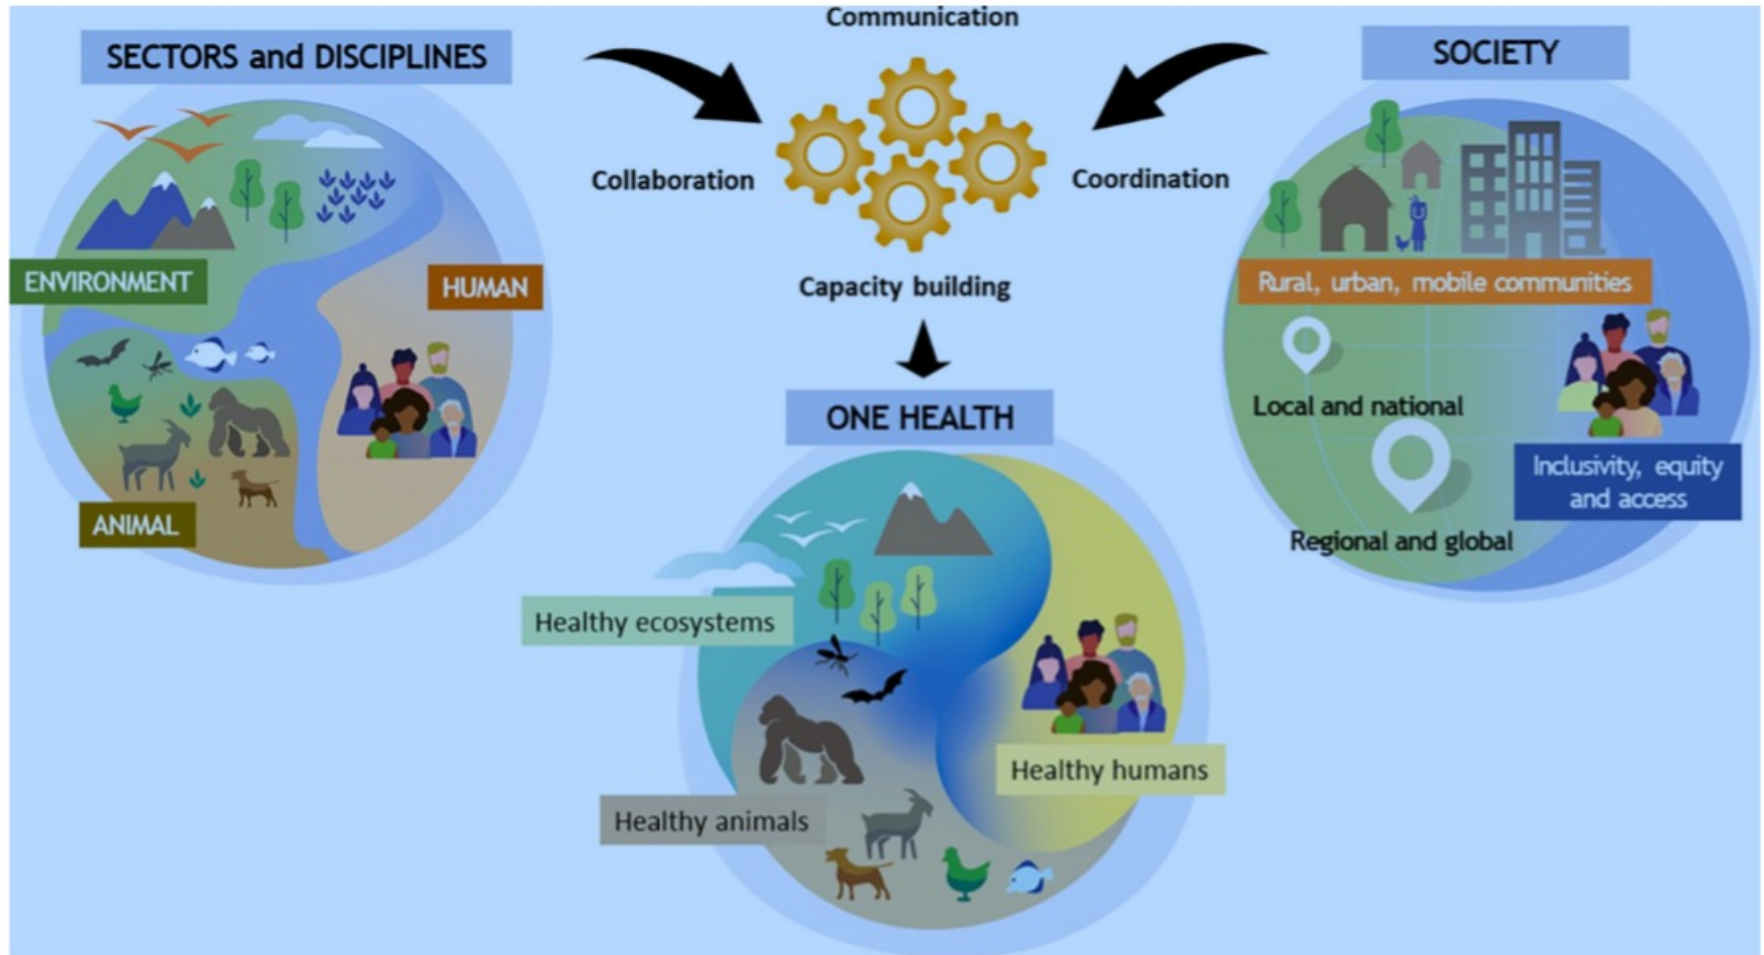 Communication
SECTORS and DISCIPLINES
SOCIETY
Collaboration
Coordination
ENVIRONMENT
HUMAN
Capacity building
Rural, urban, mobile communities
ONE HEALTH
Local and national
Inclusivity, equity
and access
ANIMAL
Regional and global
Healthy ecosystems
Healthy humans
Healthy animals